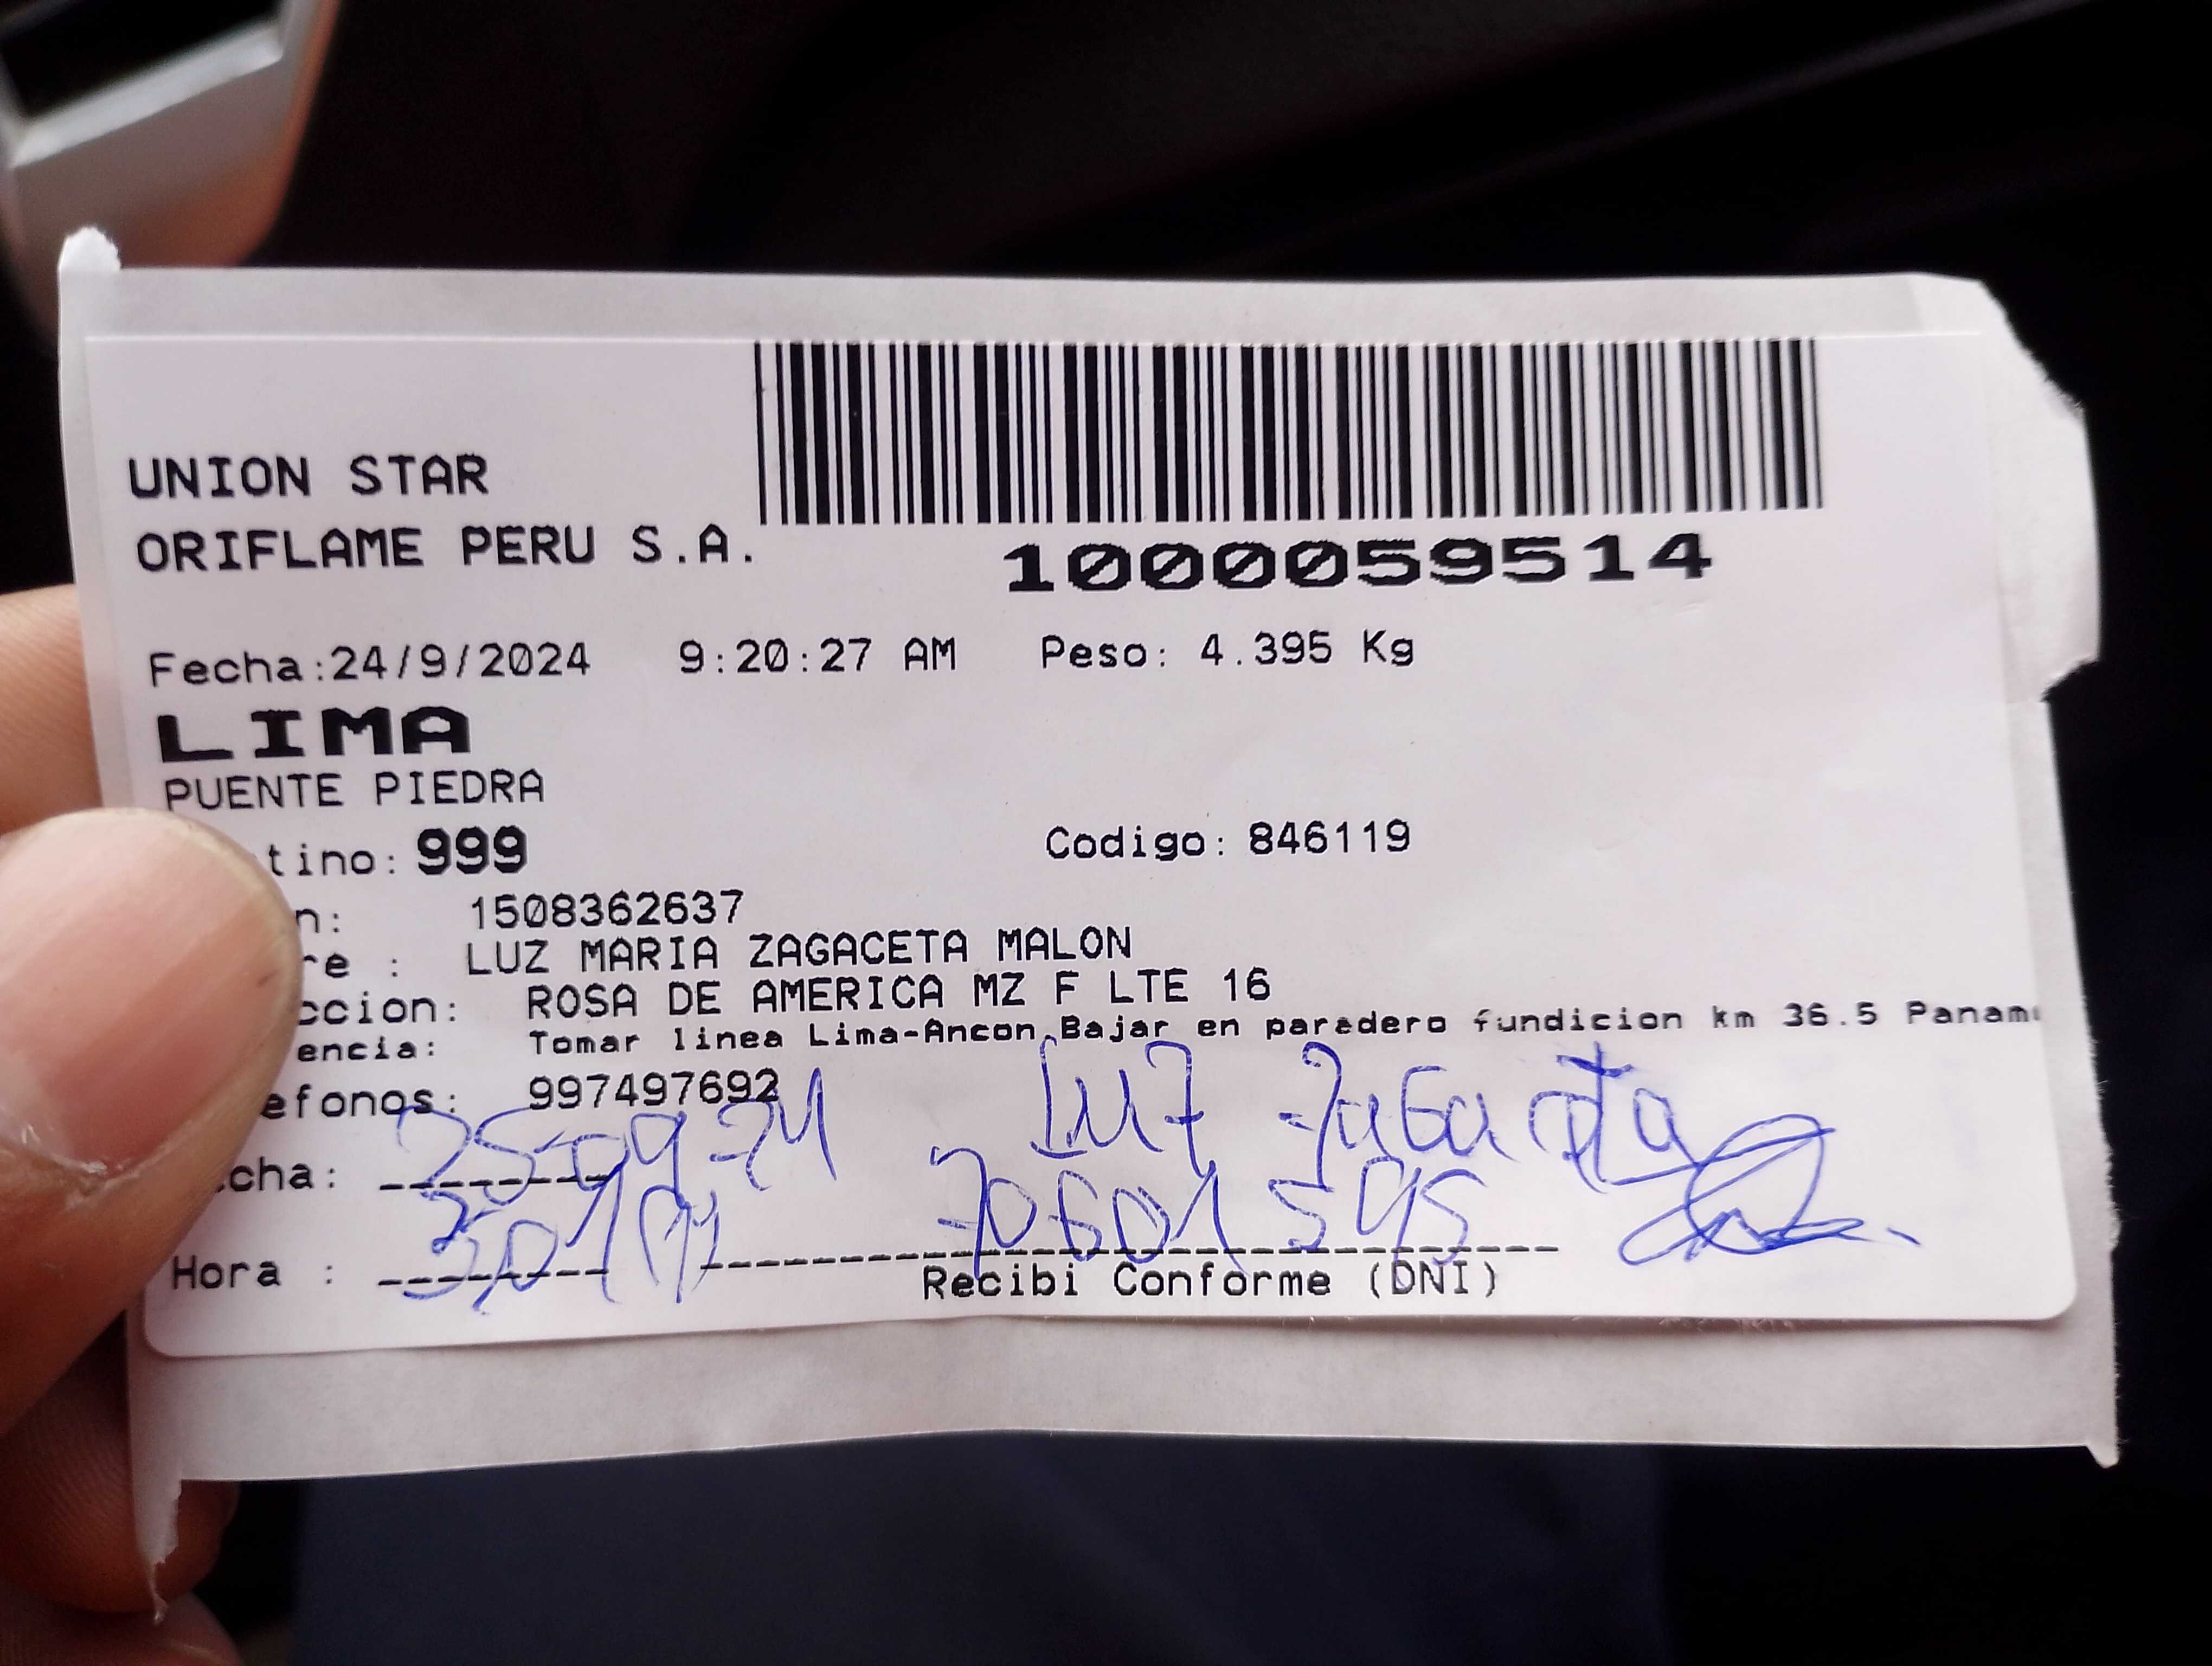 UNION STAR
ORIFLAME PERU S.A.
1000059514
Fecha:24/9/2024 9:20:27 AM Peso: 4.395 Kg
LIMA
PUENTE PIEDRA
tino: 999 Codigo: 846119
n: 1508362637
re : LUZ MARIA ZAGACETA MALON
ccion: ROSA DE AMERICA MZ F LTE 16
encia: Tomar linea Lima-Ancon.Bajar en paradero fundicion km 36.5 Panam
efonos: 997497692
Luz Zagaceta
cha: 25-09-24
Hora :
Recibi Conforme (DNI)